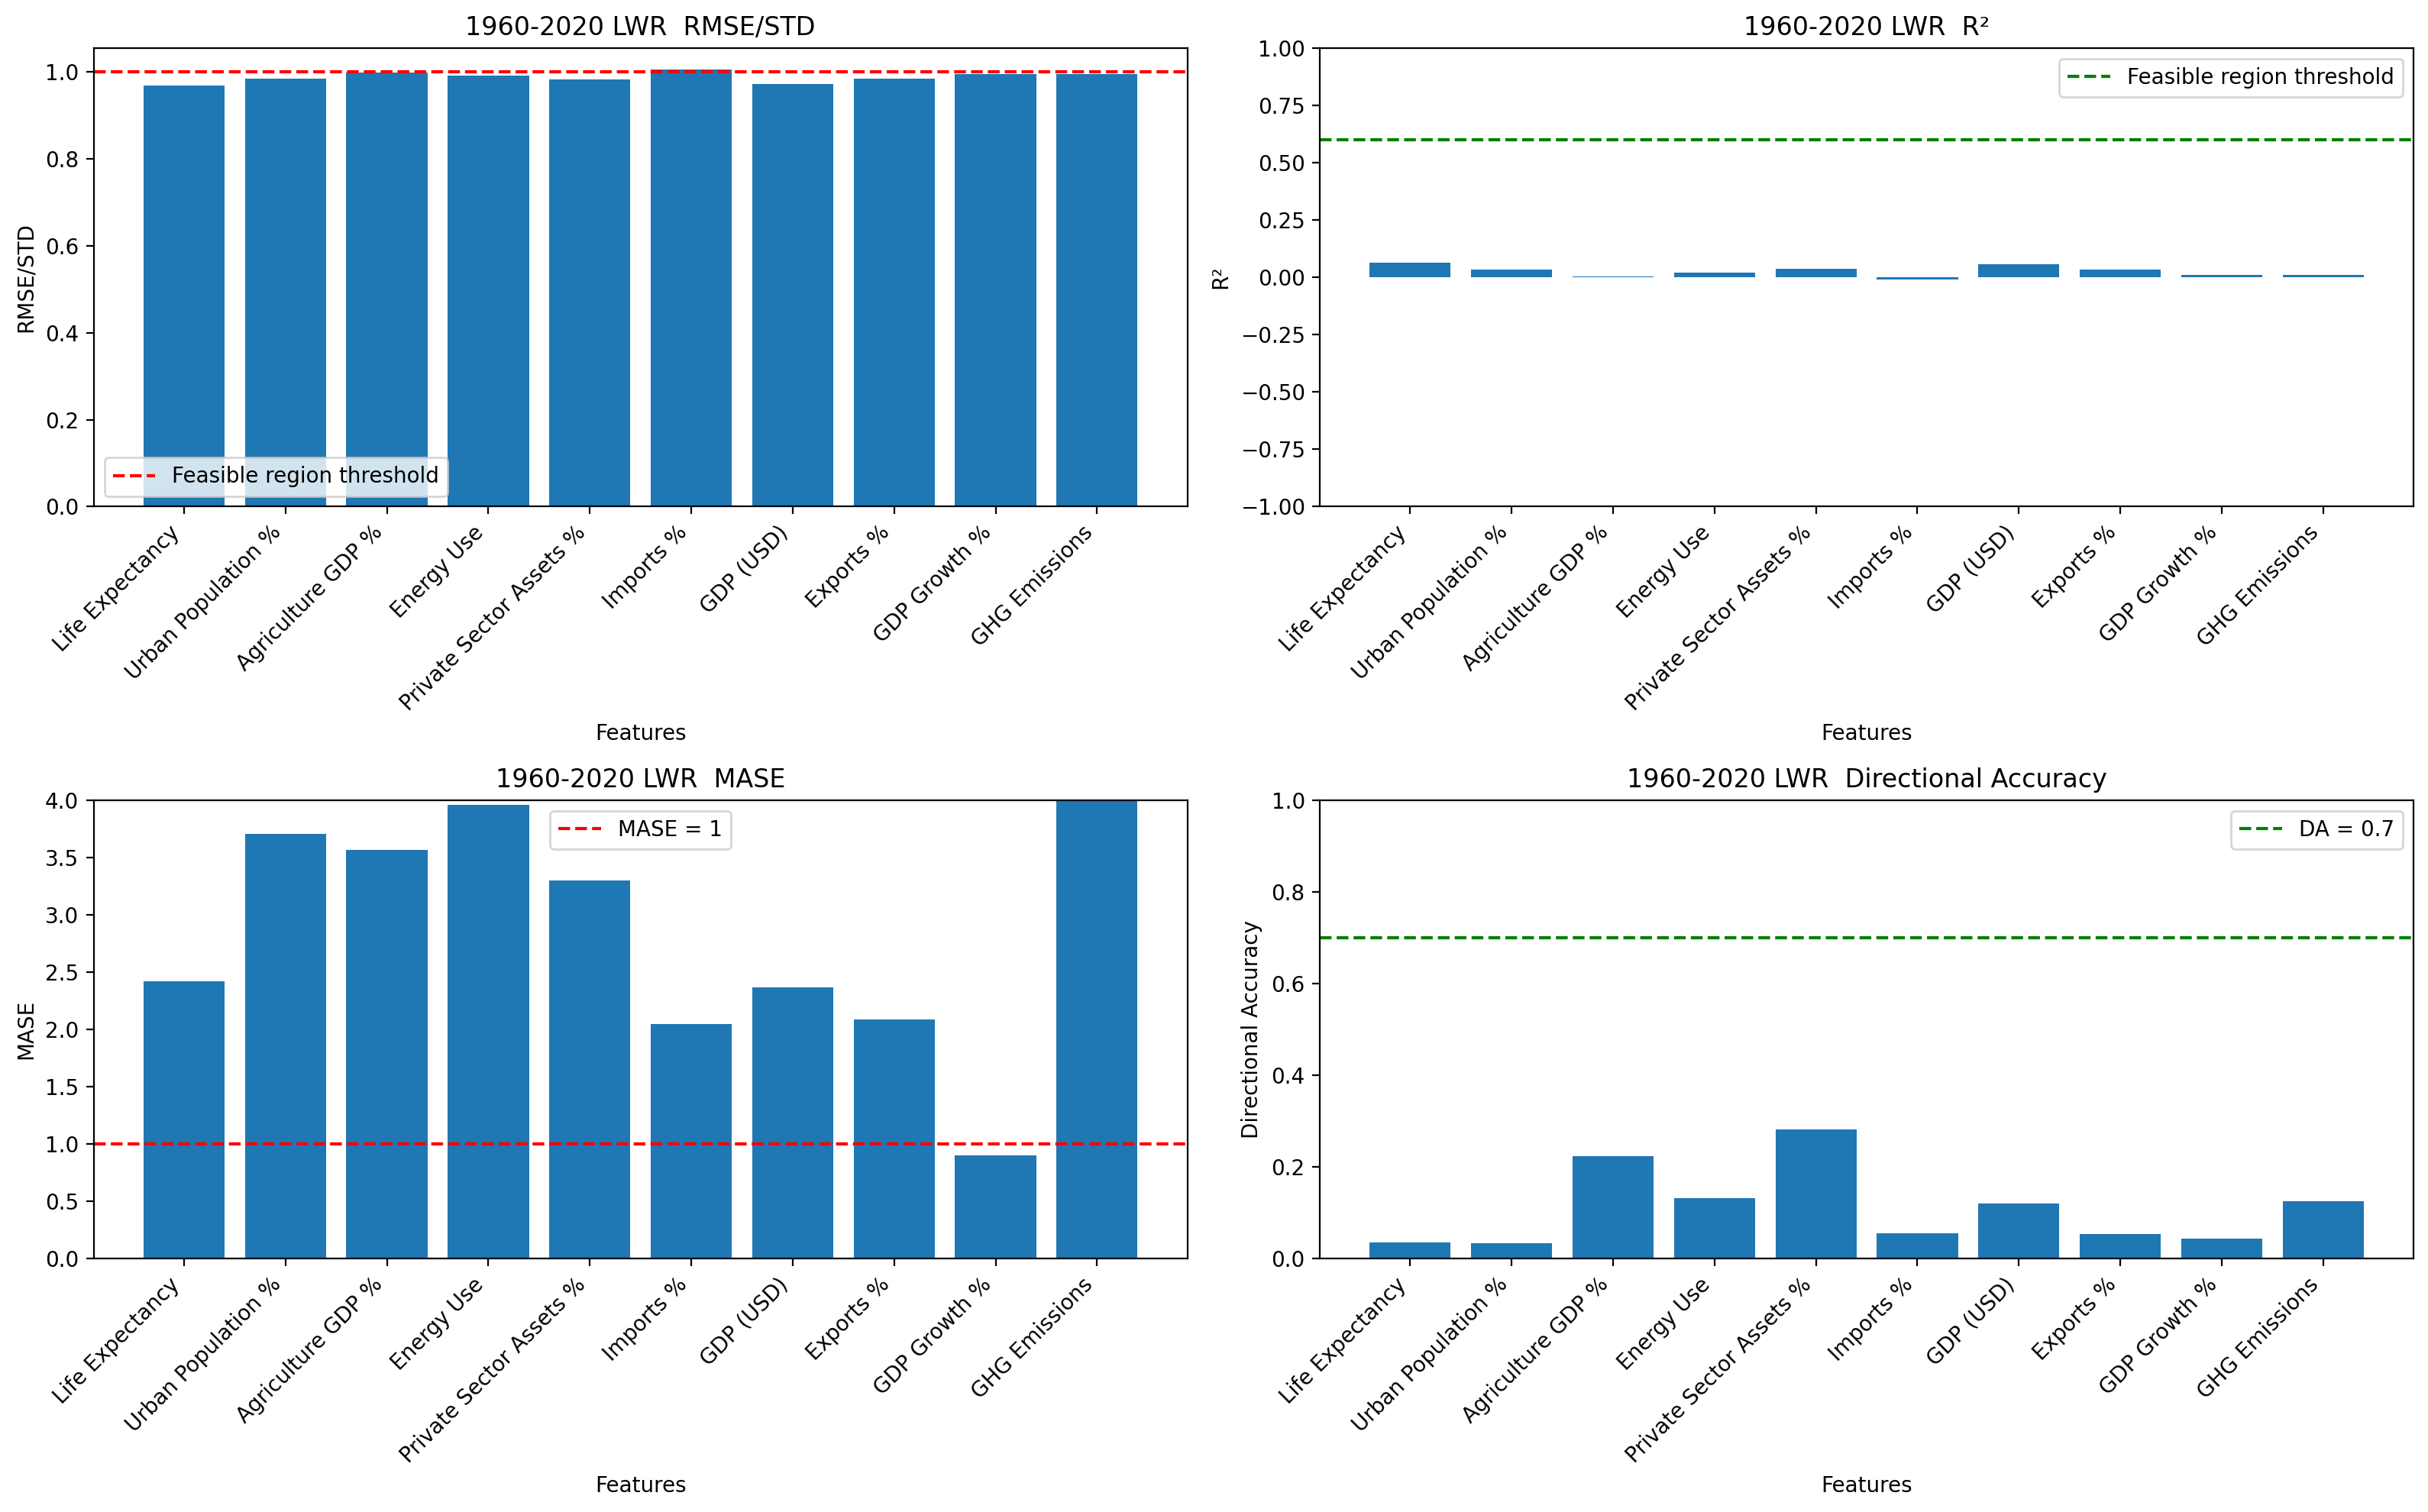 1960-2020 LWR  RMSE/STD
1.0
0.8
0.6
0.4
0.2
0.0
RMSE/STD
Feasible region threshold
Life Expectancy
Urban Population %
Agriculture GDP %
Energy Use
Private Sector Assets %
Imports %
GDP (USD)
Exports %
GDP Growth %
GHG Emissions
Features
1960-2020 LWR  R²
1.00
0.75
0.50
0.25
0.00
−0.25
−0.50
−0.75
−1.00
R²
Feasible region threshold
Life Expectancy
Urban Population %
Agriculture GDP %
Energy Use
Private Sector Assets %
Imports %
GDP (USD)
Exports %
GDP Growth %
GHG Emissions
Features
1960-2020 LWR  MASE
4.0
3.5
3.0
2.5
2.0
1.5
1.0
0.5
0.0
MASE
MASE = 1
Life Expectancy
Urban Population %
Agriculture GDP %
Energy Use
Private Sector Assets %
Imports %
GDP (USD)
Exports %
GDP Growth %
GHG Emissions
Features
1960-2020 LWR  Directional Accuracy
1.0
0.8
0.6
0.4
0.2
0.0
Directional Accuracy
DA = 0.7
Life Expectancy
Urban Population %
Agriculture GDP %
Energy Use
Private Sector Assets %
Imports %
GDP (USD)
Exports %
GDP Growth %
GHG Emissions
Features